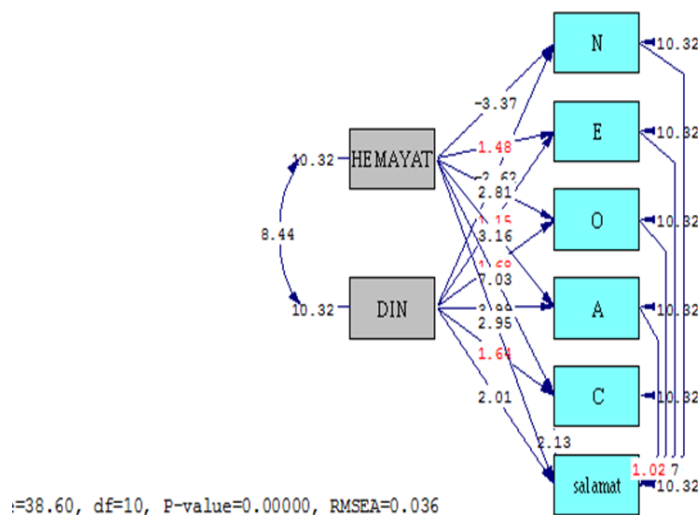 N
10.32
-3.37
E
10.32
10.32
HEMAYAT
1.48
2.81
O
10.32
3.16
8.44
7.03
10.32
DIN
A
10.32
2.95
1.64
C
10.32
2.01
2.13
salamat
1.02
7
10.32
=38.60, df=10, P-value=0.00000, RMSEA=0.036